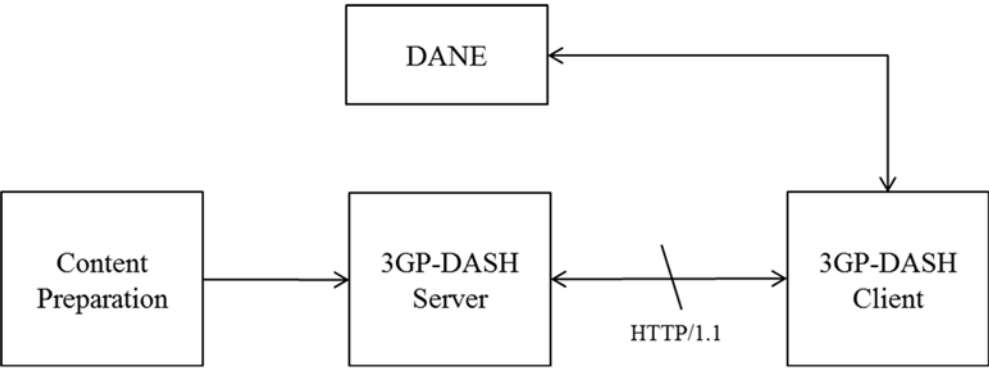 DANE
Content
Preparation
3GP-DASH
Server
HTTP/1.1
3GP-DASH
Client